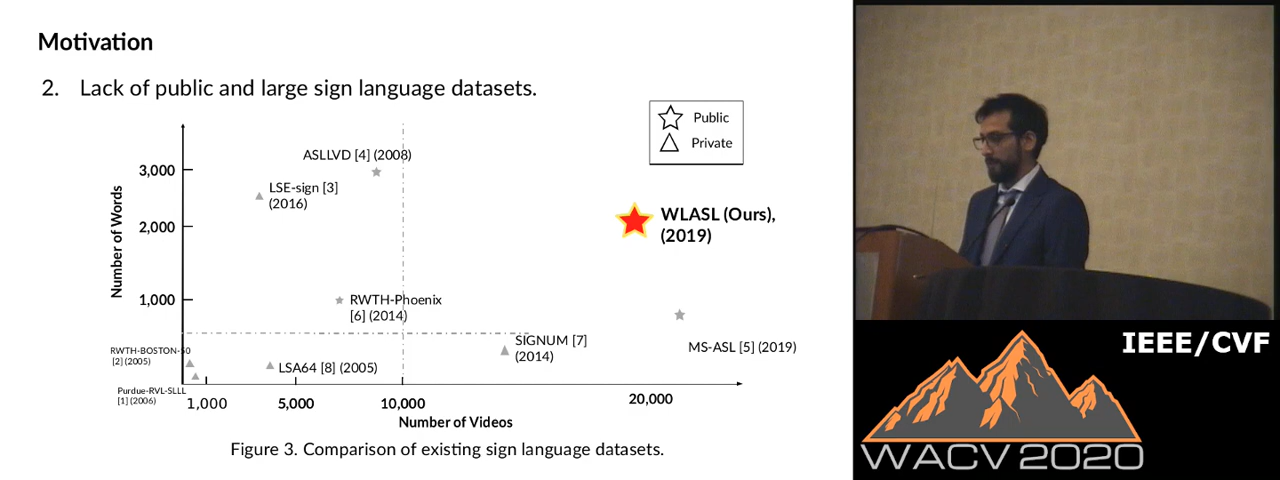 Motivation
2. Lack of public and large sign language datasets.
Public
Private
3,000
2,000
1,000
Number of Words
ASLLVD [4] (2008)
LSE-sign [3]
(2016)
WLASL (Ours),
(2019)
RWTH-Phoenix
[6] (2014)
SIGNUM [7]
(2014)
MS-ASL [5] (2019)
RWTH-BOSTON-50
[2] (2005)
LSA64 [8] (2005)
Purdue-RVL-SLLL
[1] (2006)
1,000
5,000
10,000
20,000
Number of Videos
Figure 3. Comparison of existing sign language datasets.
IEEE/CVF
WACV 2020